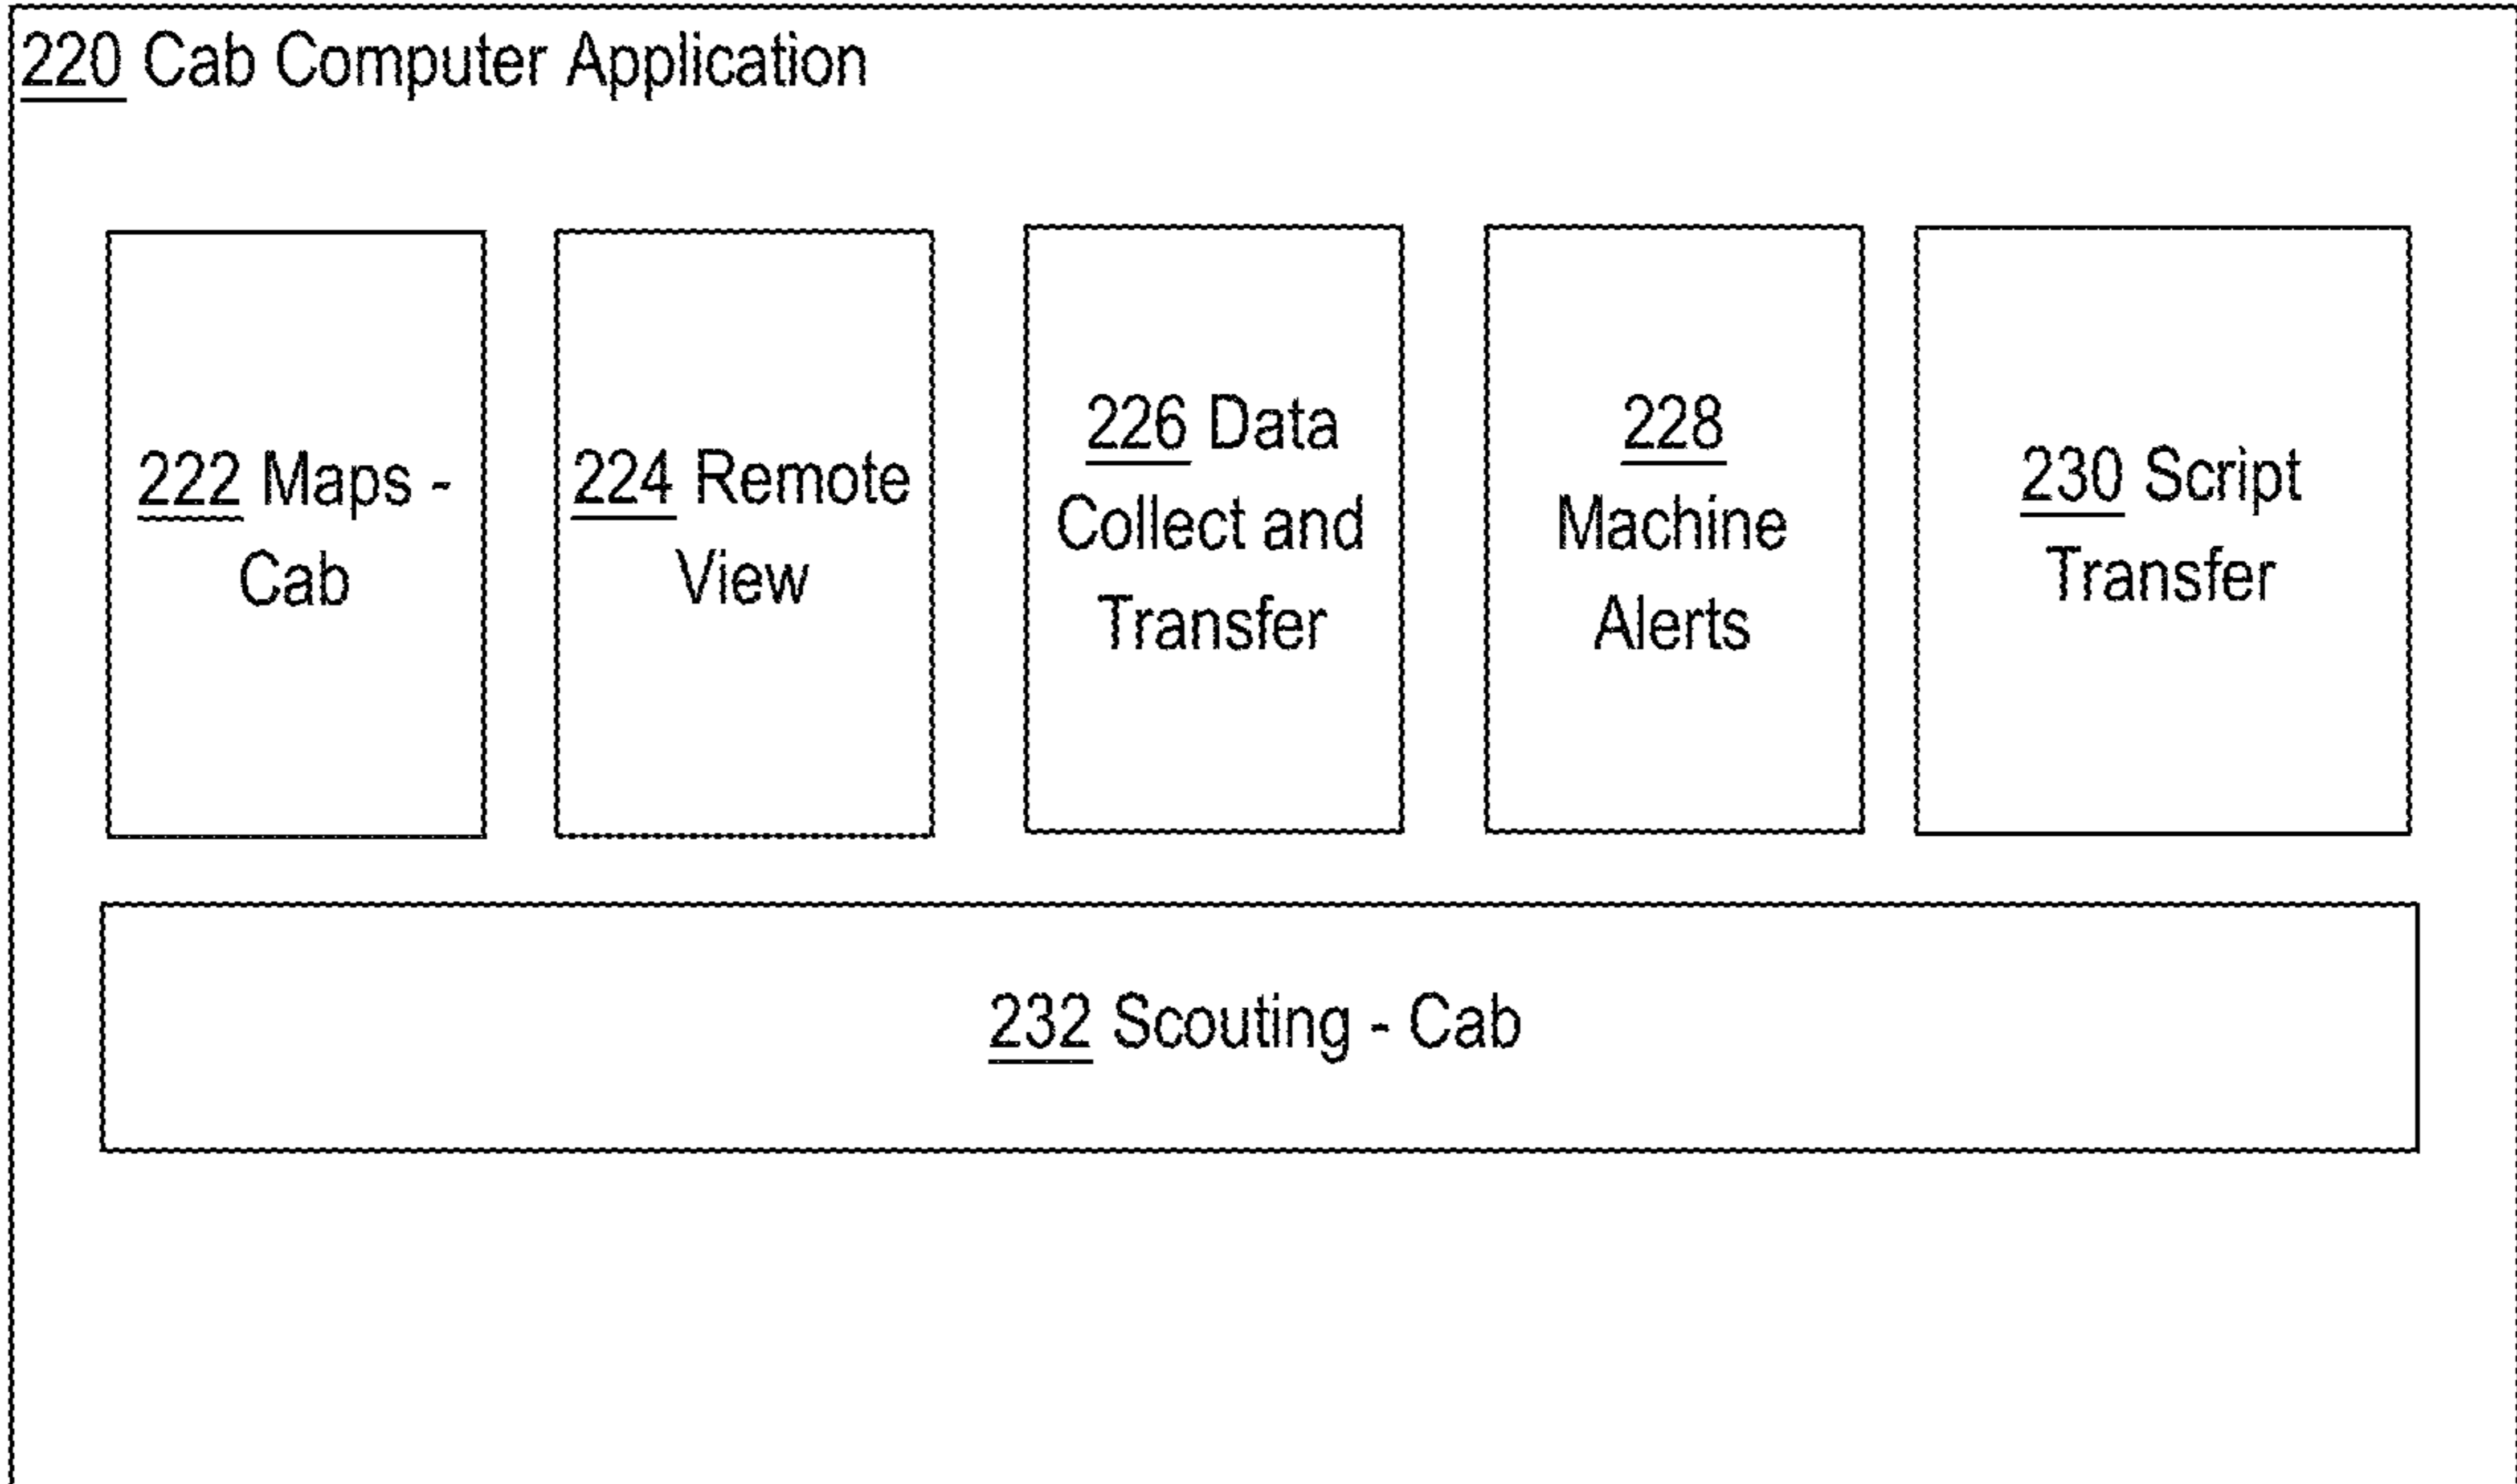 220 Cab Computer Application
222 Maps -
Cab
224 Remote
View
226 Data
Collect and
Transfer
228
Machine
Alerts
230 Script
Transfer
232 Scouting - Cab